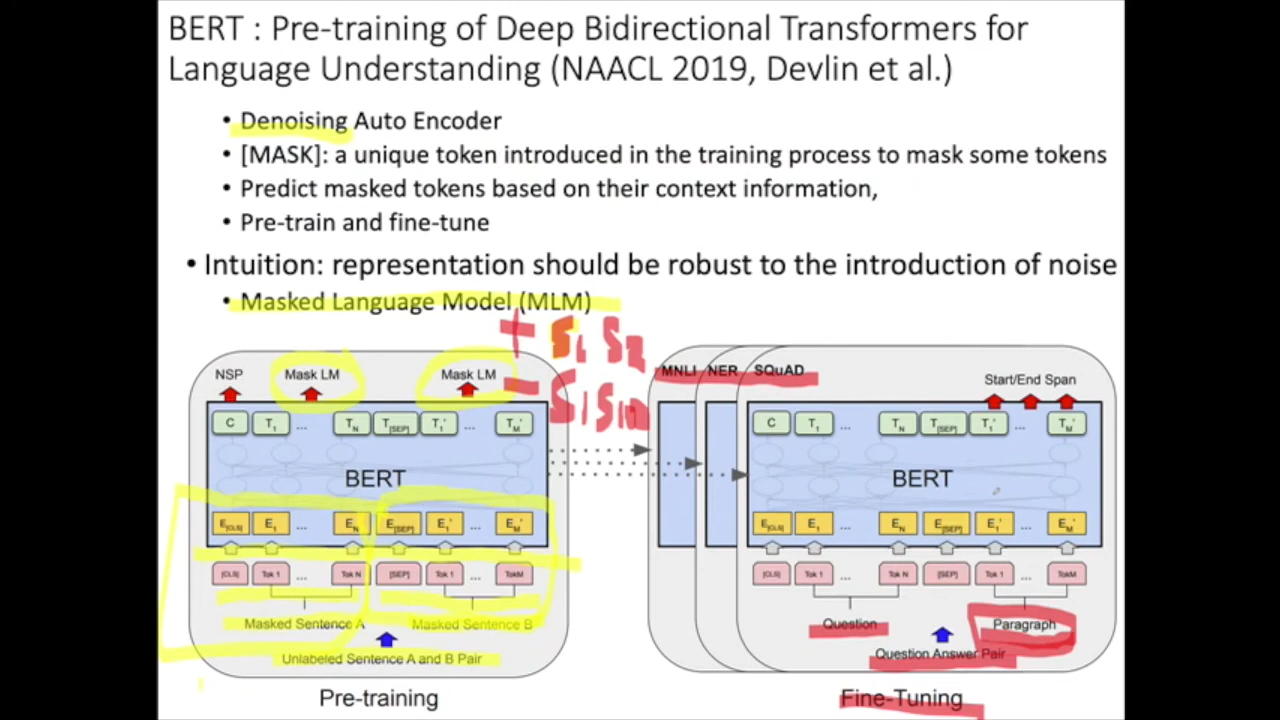 BERT : Pre-training of Deep Bidirectional Transformers for
Language Understanding (NAACL 2019, Devlin et al.)
• Denoising Auto Encoder
• [MASK]: a unique token introduced in the training process to mask some tokens
• Predict masked tokens based on their context information,
• Pre-train and fine-tune
• Intuition: representation should be robust to the introduction of noise
• Masked Language Model (MLM)
+ S1 S2
- S1 S10
NSP Mask LM Mask LM
C T1 ... TN T[SEP] T1' ... TM'
BERT
E[CLS] E1 ... EN E[SEP] E1' ... EM'
[CLS] Tok 1 ... Tok N [SEP] Tok 1 ... TokM
Masked Sentence A Masked Sentence B
Unlabeled Sentence A and B Pair
Pre-training
MNLI NER SQuAD
Start/End Span
C T1 ... TN T[SEP] T1' ... TM'
BERT
E[CLS] E1 ... EN E[SEP] E1' ... EM'
[CLS] Tok 1 ... Tok N [SEP] Tok 1 ... TokM
Question Paragraph
Question Answer Pair
Fine-Tuning